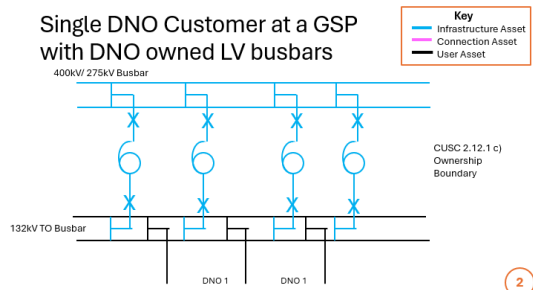 Single DNO Customer at a GSP
with DNO owned LV busbars
Key
Infrastructure Asset
Connection Asset
User Asset
400kV/ 275kV Busbar
CUSC 2.12.1 c)
Ownership
Boundary
132kV TO Busbar
DNO 1
DNO 1
2